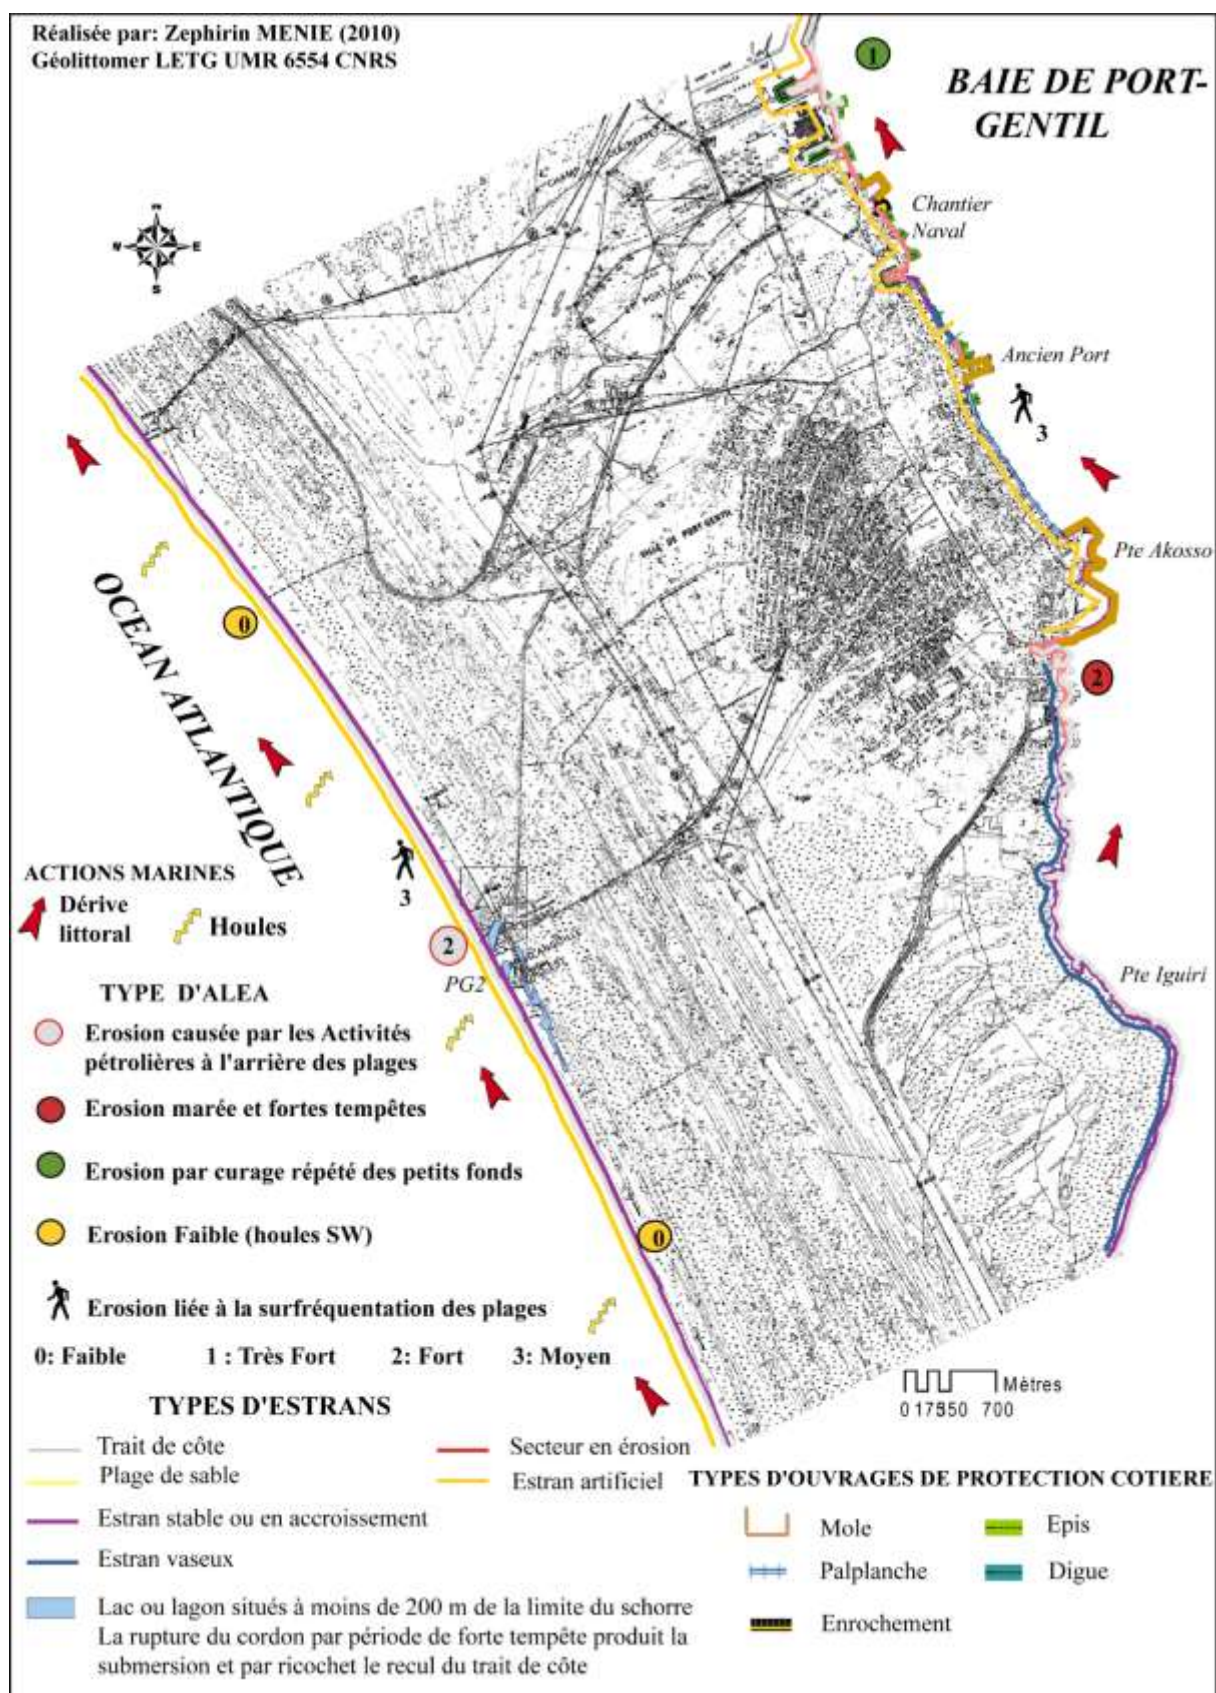 Réalisée par: Zephirin MENIE (2010)
Géolittomer LETG UMR 6554 CNRS
1
BAIE DE PORT-
GENTIL
Chantier
Naval
N
W E
S
Ancien Port
3
VILLE DE PORT GENTIL
Pte Akosso
0
2
OCEAN ATLANTIQUE
3
2
PG2
Pte Iguiri
0
ACTIONS MARINES
Dérive
littoral
Houles
TYPE D'ALEA
Erosion causée par les Activités
pétrolières à l'arrière des plages
Erosion marée et fortes tempêtes
Erosion par curage répété des petits fonds
Erosion Faible (houles SW)
Erosion liée à la surfréquentation des plages
0: Faible 1 : Très Fort 2: Fort 3: Moyen
Mètres
0 175350 700
TYPES D'ESTRANS
Trait de côte
Plage de sable
Secteur en érosion
Estran artificiel
Estran stable ou en accroissement
Estran vaseux
Lac ou lagon situés à moins de 200 m de la limite du schorre
La rupture du cordon par période de forte tempête produit la
submersion et par ricochet le recul du trait de côte
TYPES D'OUVRAGES DE PROTECTION COTIERE
Mole
Epis
Palplanche
Digue
Enrochement